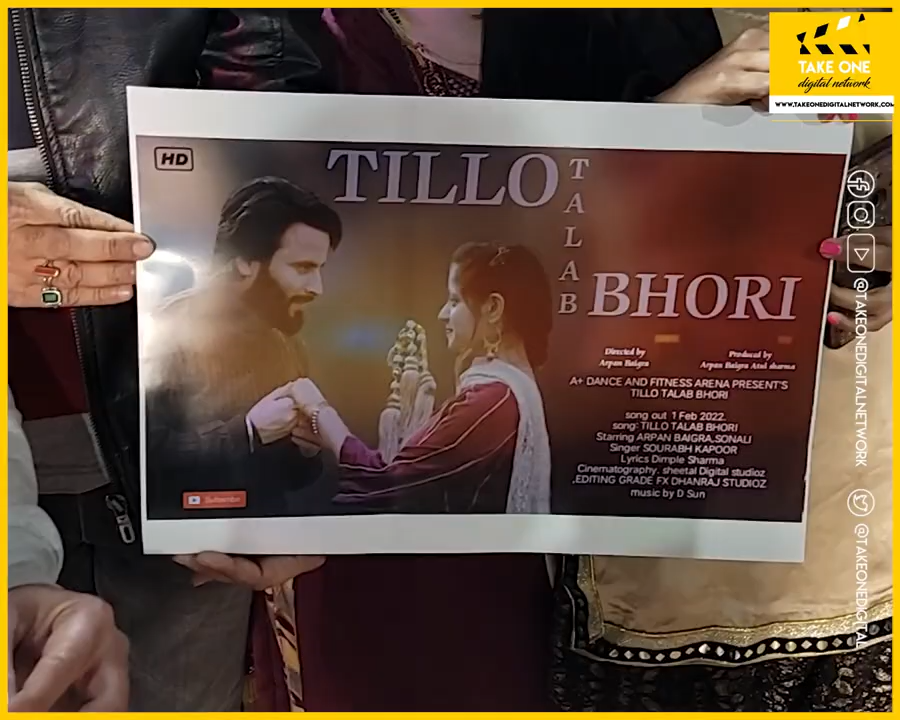 TAKE ONE
digital network
WWW.TAKEONEDIGITALNETWORK.COM
HD
TILLO
TALAB
BHORI
Directed by
Arpan Baigra
Produced by
Arpan Baigra Atul sharma
A+ DANCE AND FITNESS ARENA PRESENT'S
TILLO TALAB BHORI
song out 1 Feb 2022.
song: TILLO TALAB BHORI
Starring ARPAN BAIGRA.SONALI
Singer SOURABH KAPOOR
Lyrics Dimple Sharma
Cinematography. sheetal Digital studioz
,EDITING GRADE FX DHANRAJ STUDIOZ
music by D Sun
Subscribe
@TAKEONEDIGITALNETWORK
@TAKEONEDIGITAL